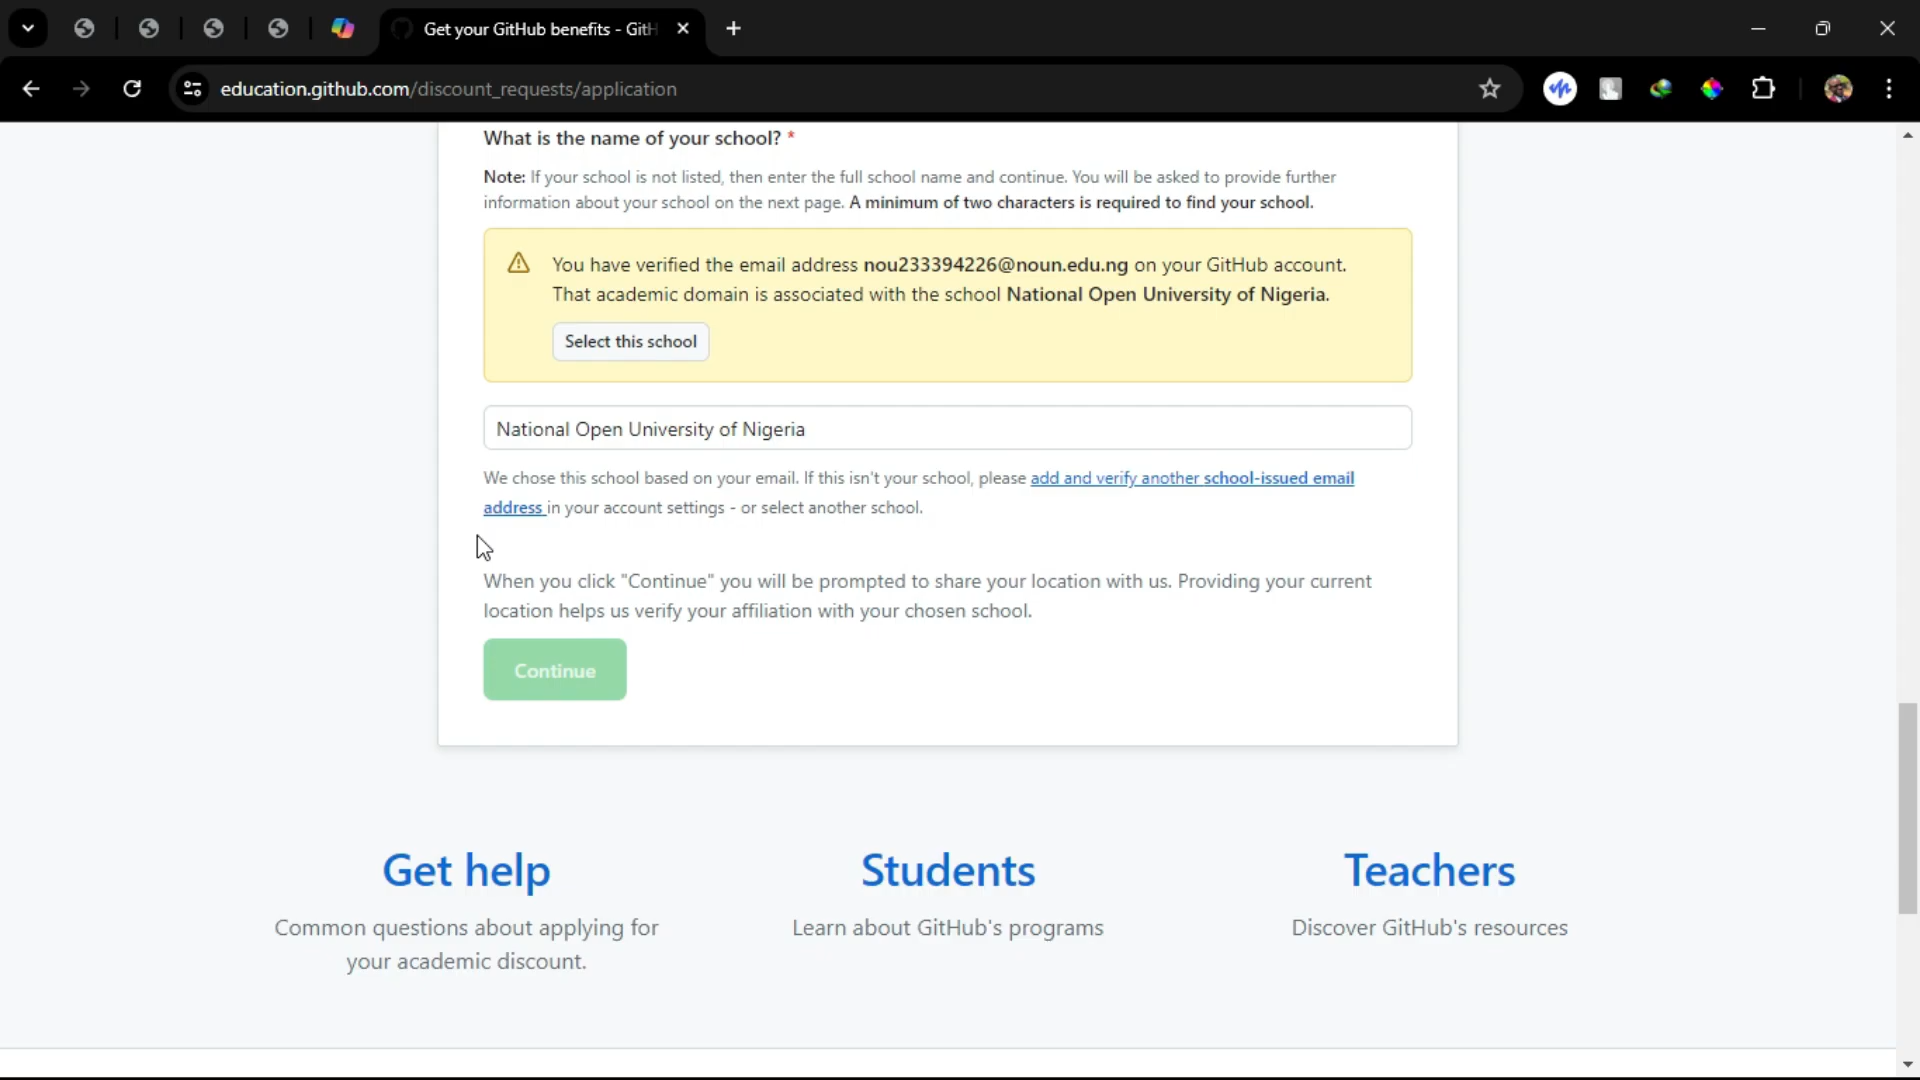 Get your GitHub benefits - GitH
education.github.com/discount_requests/application
What is the name of your school? *
Note: If your school is not listed, then enter the full school name and continue. You will be asked to provide further
information about your school on the next page. A minimum of two characters is required to find your school.
You have verified the email address nou233394226@noun.edu.ng on your GitHub account.
That academic domain is associated with the school National Open University of Nigeria.
Select this school
National Open University of Nigeria
We chose this school based on your email. If this isn't your school, please add and verify another school-issued email
address in your account settings - or select another school.
When you click "Continue" you will be prompted to share your location with us. Providing your current
location helps us verify your affiliation with your chosen school.
Continue
Get help
Common questions about applying for
your academic discount.
Students
Learn about GitHub's programs
Teachers
Discover GitHub's resources